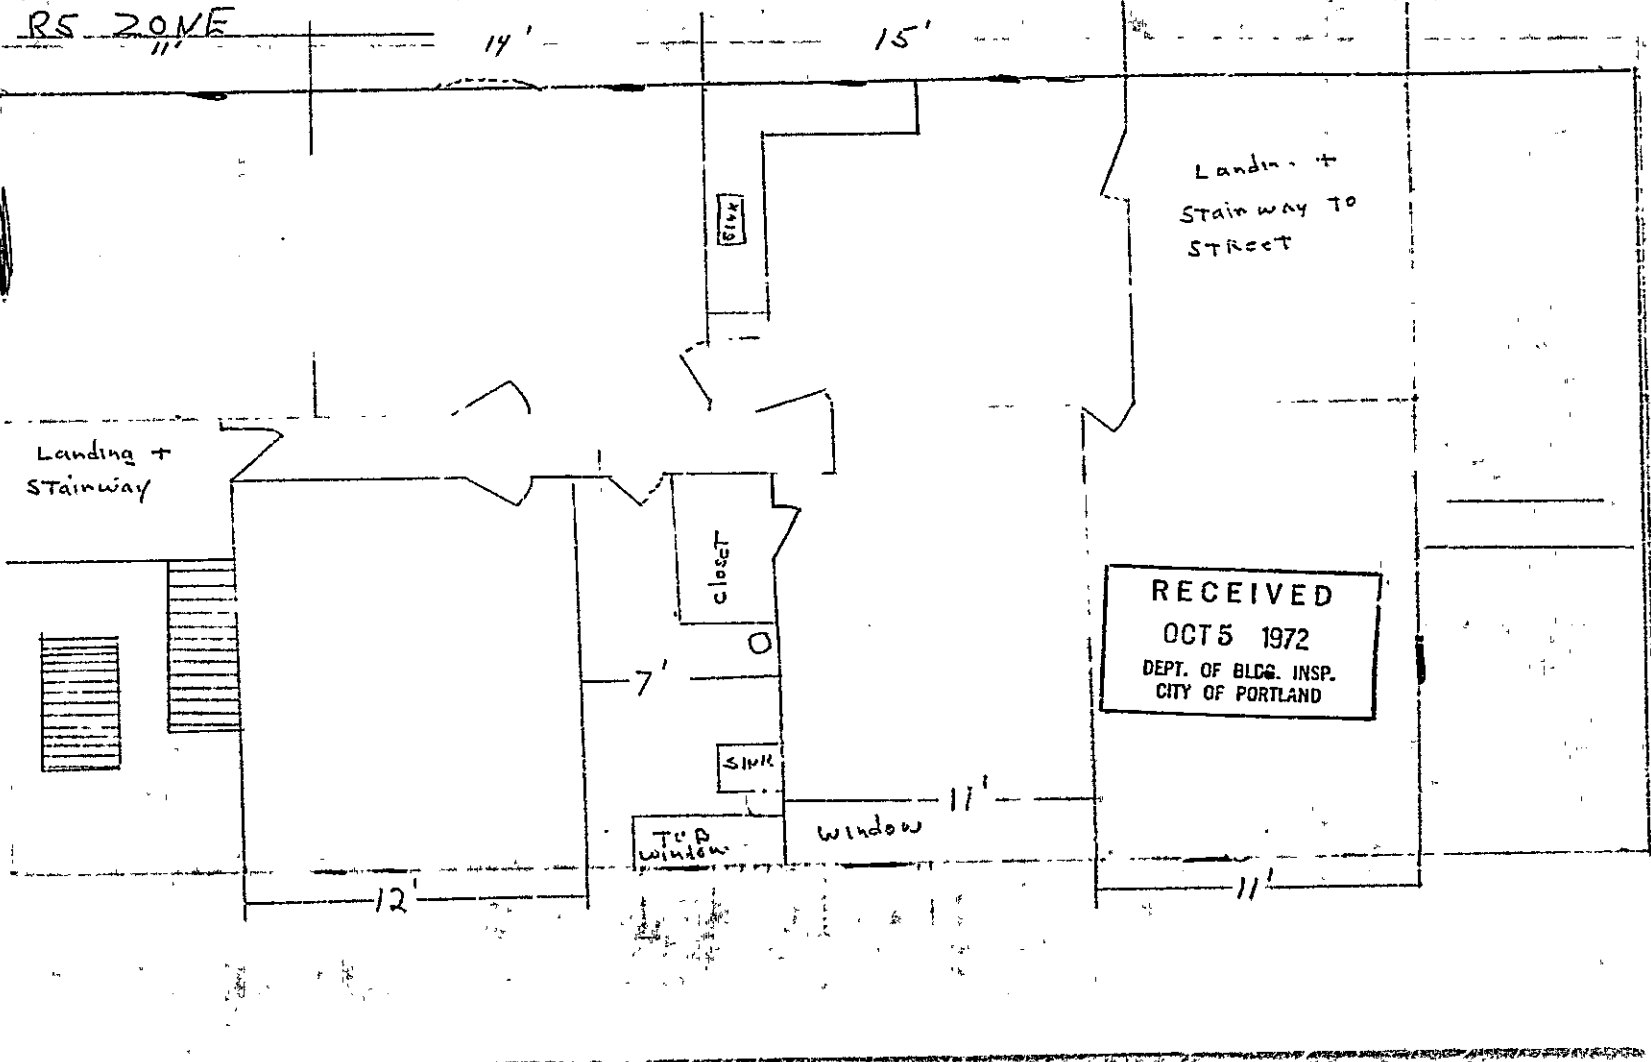 R5 ZONE
11'
14'
15'
SINK
Landin. +
Stairway TO
STReeT
Landing +
STairway
closeT
RECEIVED
OCT 5 1972
DEPT. OF BLDG. INSP.
CITY OF PORTLAND
7'
SINK
11'
TUB
window
window
12'
11'